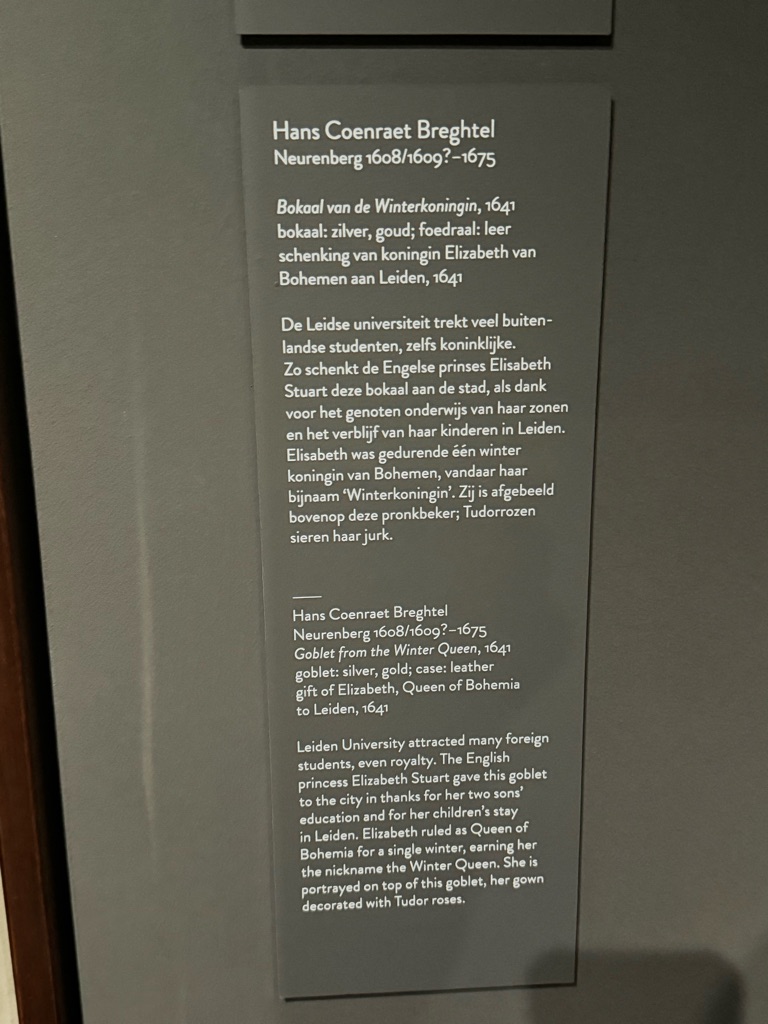 Hans Coenraet Breghtel
Neurenberg 1608/1609?–1675
Bokaal van de Winterkoningin, 1641
bokaal: zilver, goud; foedraal: leer
schenking van koningin Elizabeth van
Bohemen aan Leiden, 1641
De Leidse universiteit trekt veel buiten-
landse studenten, zelfs koninklijke.
Zo schenkt de Engelse prinses Elisabeth
Stuart deze bokaal aan de stad, als dank
voor het genoten onderwijs van haar zonen
en het verblijf van haar kinderen in Leiden.
Elisabeth was gedurende één winter
koningin van Bohemen, vandaar haar
bijnaam ‘Winterkoningin’. Zij is afgebeeld
bovenop deze pronkbeker; Tudorrozen
sieren haar jurk.
Hans Coenraet Breghtel
Neurenberg 1608/1609?–1675
Goblet from the Winter Queen, 1641
goblet: silver, gold; case: leather
gift of Elizabeth, Queen of Bohemia
to Leiden, 1641
Leiden University attracted many foreign
students, even royalty. The English
princess Elizabeth Stuart gave this goblet
to the city in thanks for her two sons’
education and for her children’s stay
in Leiden. Elizabeth ruled as Queen of
Bohemia for a single winter, earning her
the nickname the Winter Queen. She is
portrayed on top of this goblet, her gown
decorated with Tudor roses.